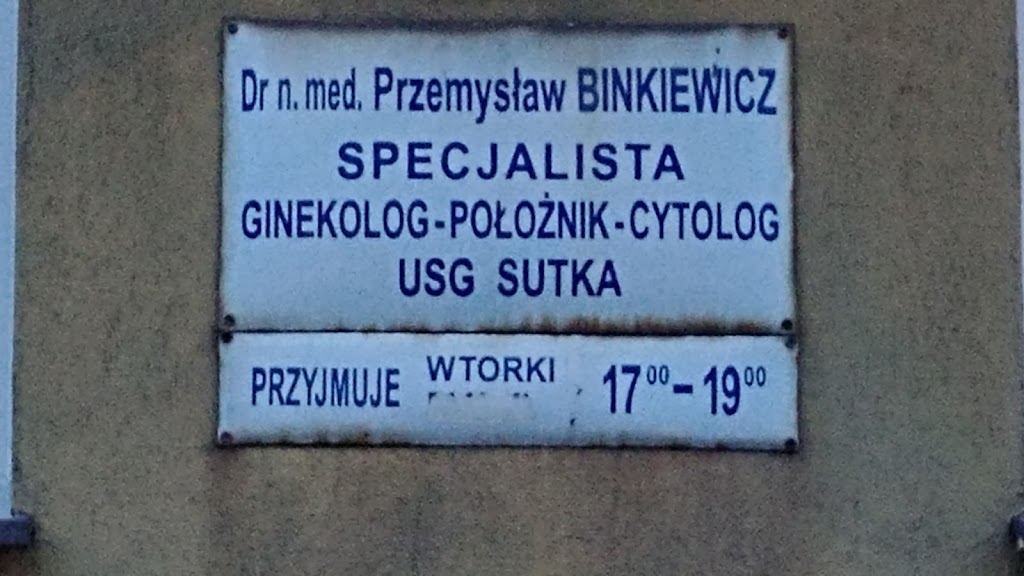 Dr n. med. Przemysław BINKIEWICZ
SPECJALISTA
GINEKOLOG-POŁOŻNIK-CYTOLOG
USG SUTKA
PRZYJMUJE WTORKI 17⁰⁰-19⁰⁰